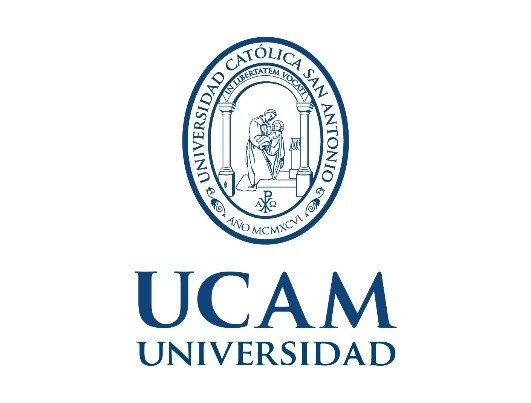 UNIVERSIDAD CATÓLICA SAN ANTONIO
IN LIBERTATEM VOCATI
Α Ω
AÑO MCMXCVI
UCAM
UNIVERSIDAD